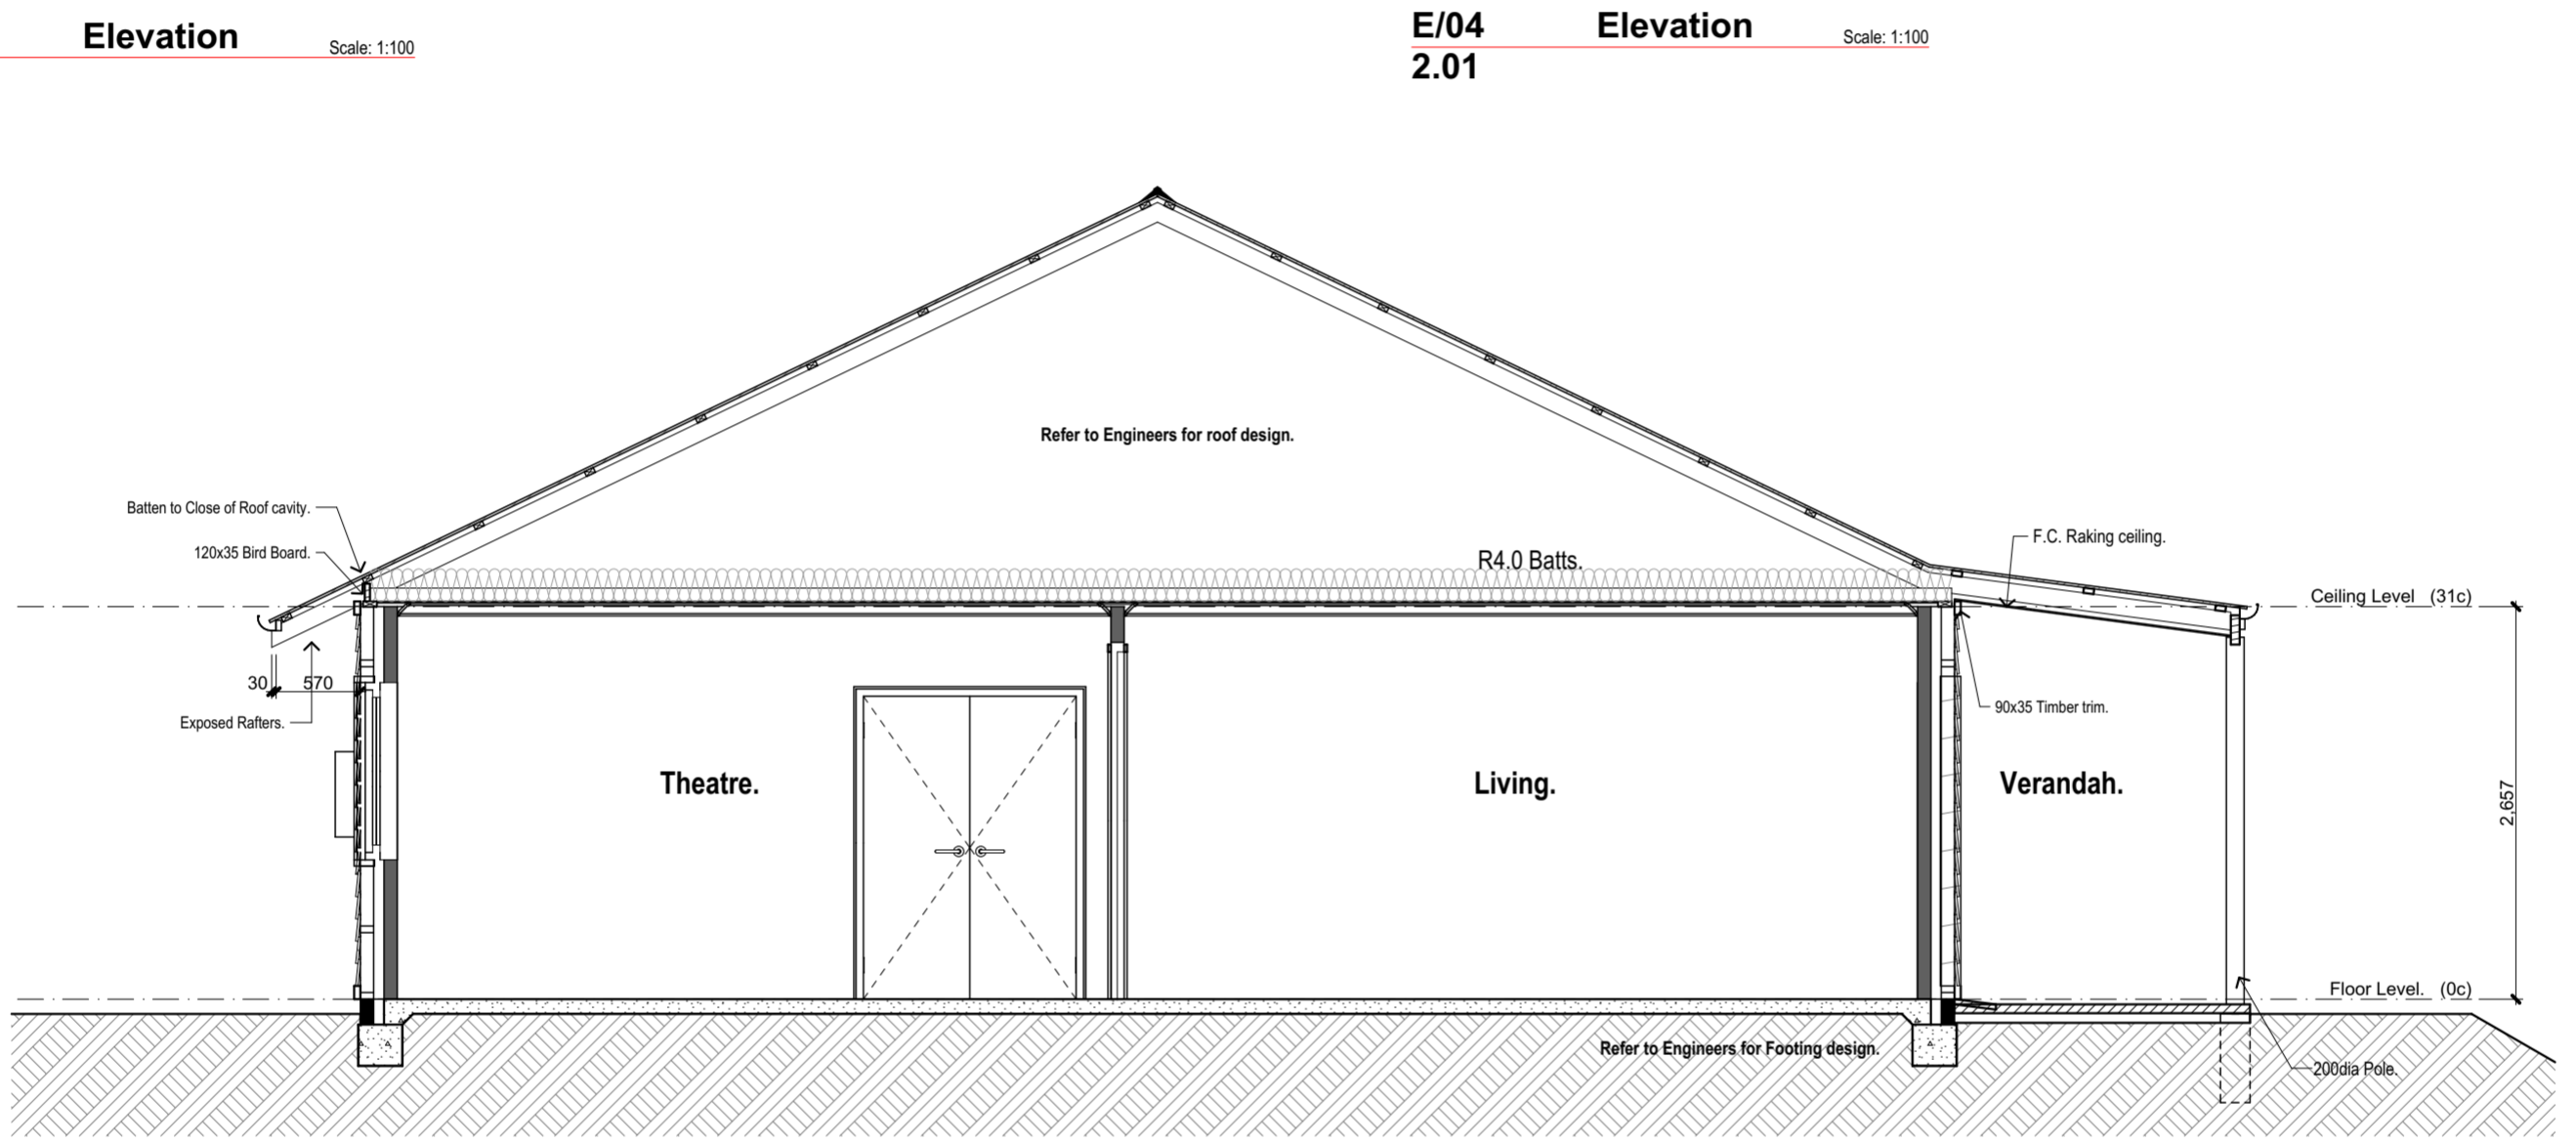 Elevation
Scale: 1:100
E/04
Elevation
Scale: 1:100
2.01
Refer to Engineers for roof design.
Batten to Close of Roof cavity.
120x35 Bird Board.
R4.0 Batts.
F.C. Raking ceiling.
Ceiling Level (31c)
30
570
Exposed Rafters.
90x35 Timber trim.
Theatre.
Living.
Verandah.
2,657
Floor Level. (0c)
Refer to Engineers for Footing design.
200dia Pole.